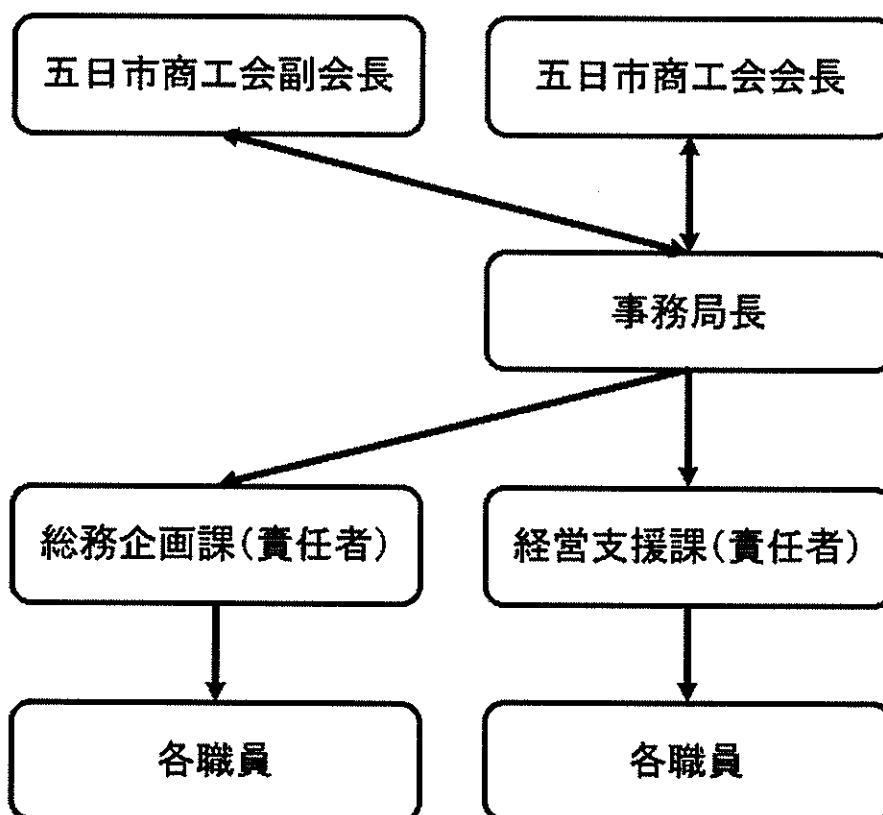 五日市商工会副会長
五日市商工会会長
事務局長
総務企画課(責任者)
経営支援課(責任者)
各職員
各職員